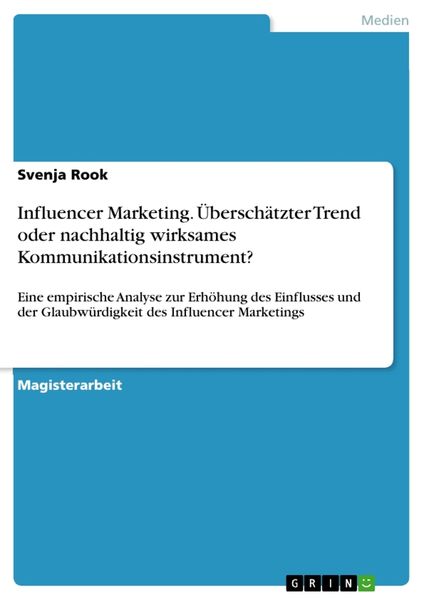 Medien
Svenja Rook
Influencer Marketing. Überschätzter Trend
oder nachhaltig wirksames
Kommunikationsinstrument?
Eine empirische Analyse zur Erhöhung des Einflusses und
der Glaubwürdigkeit des Influencer Marketings
Magisterarbeit
GRIN